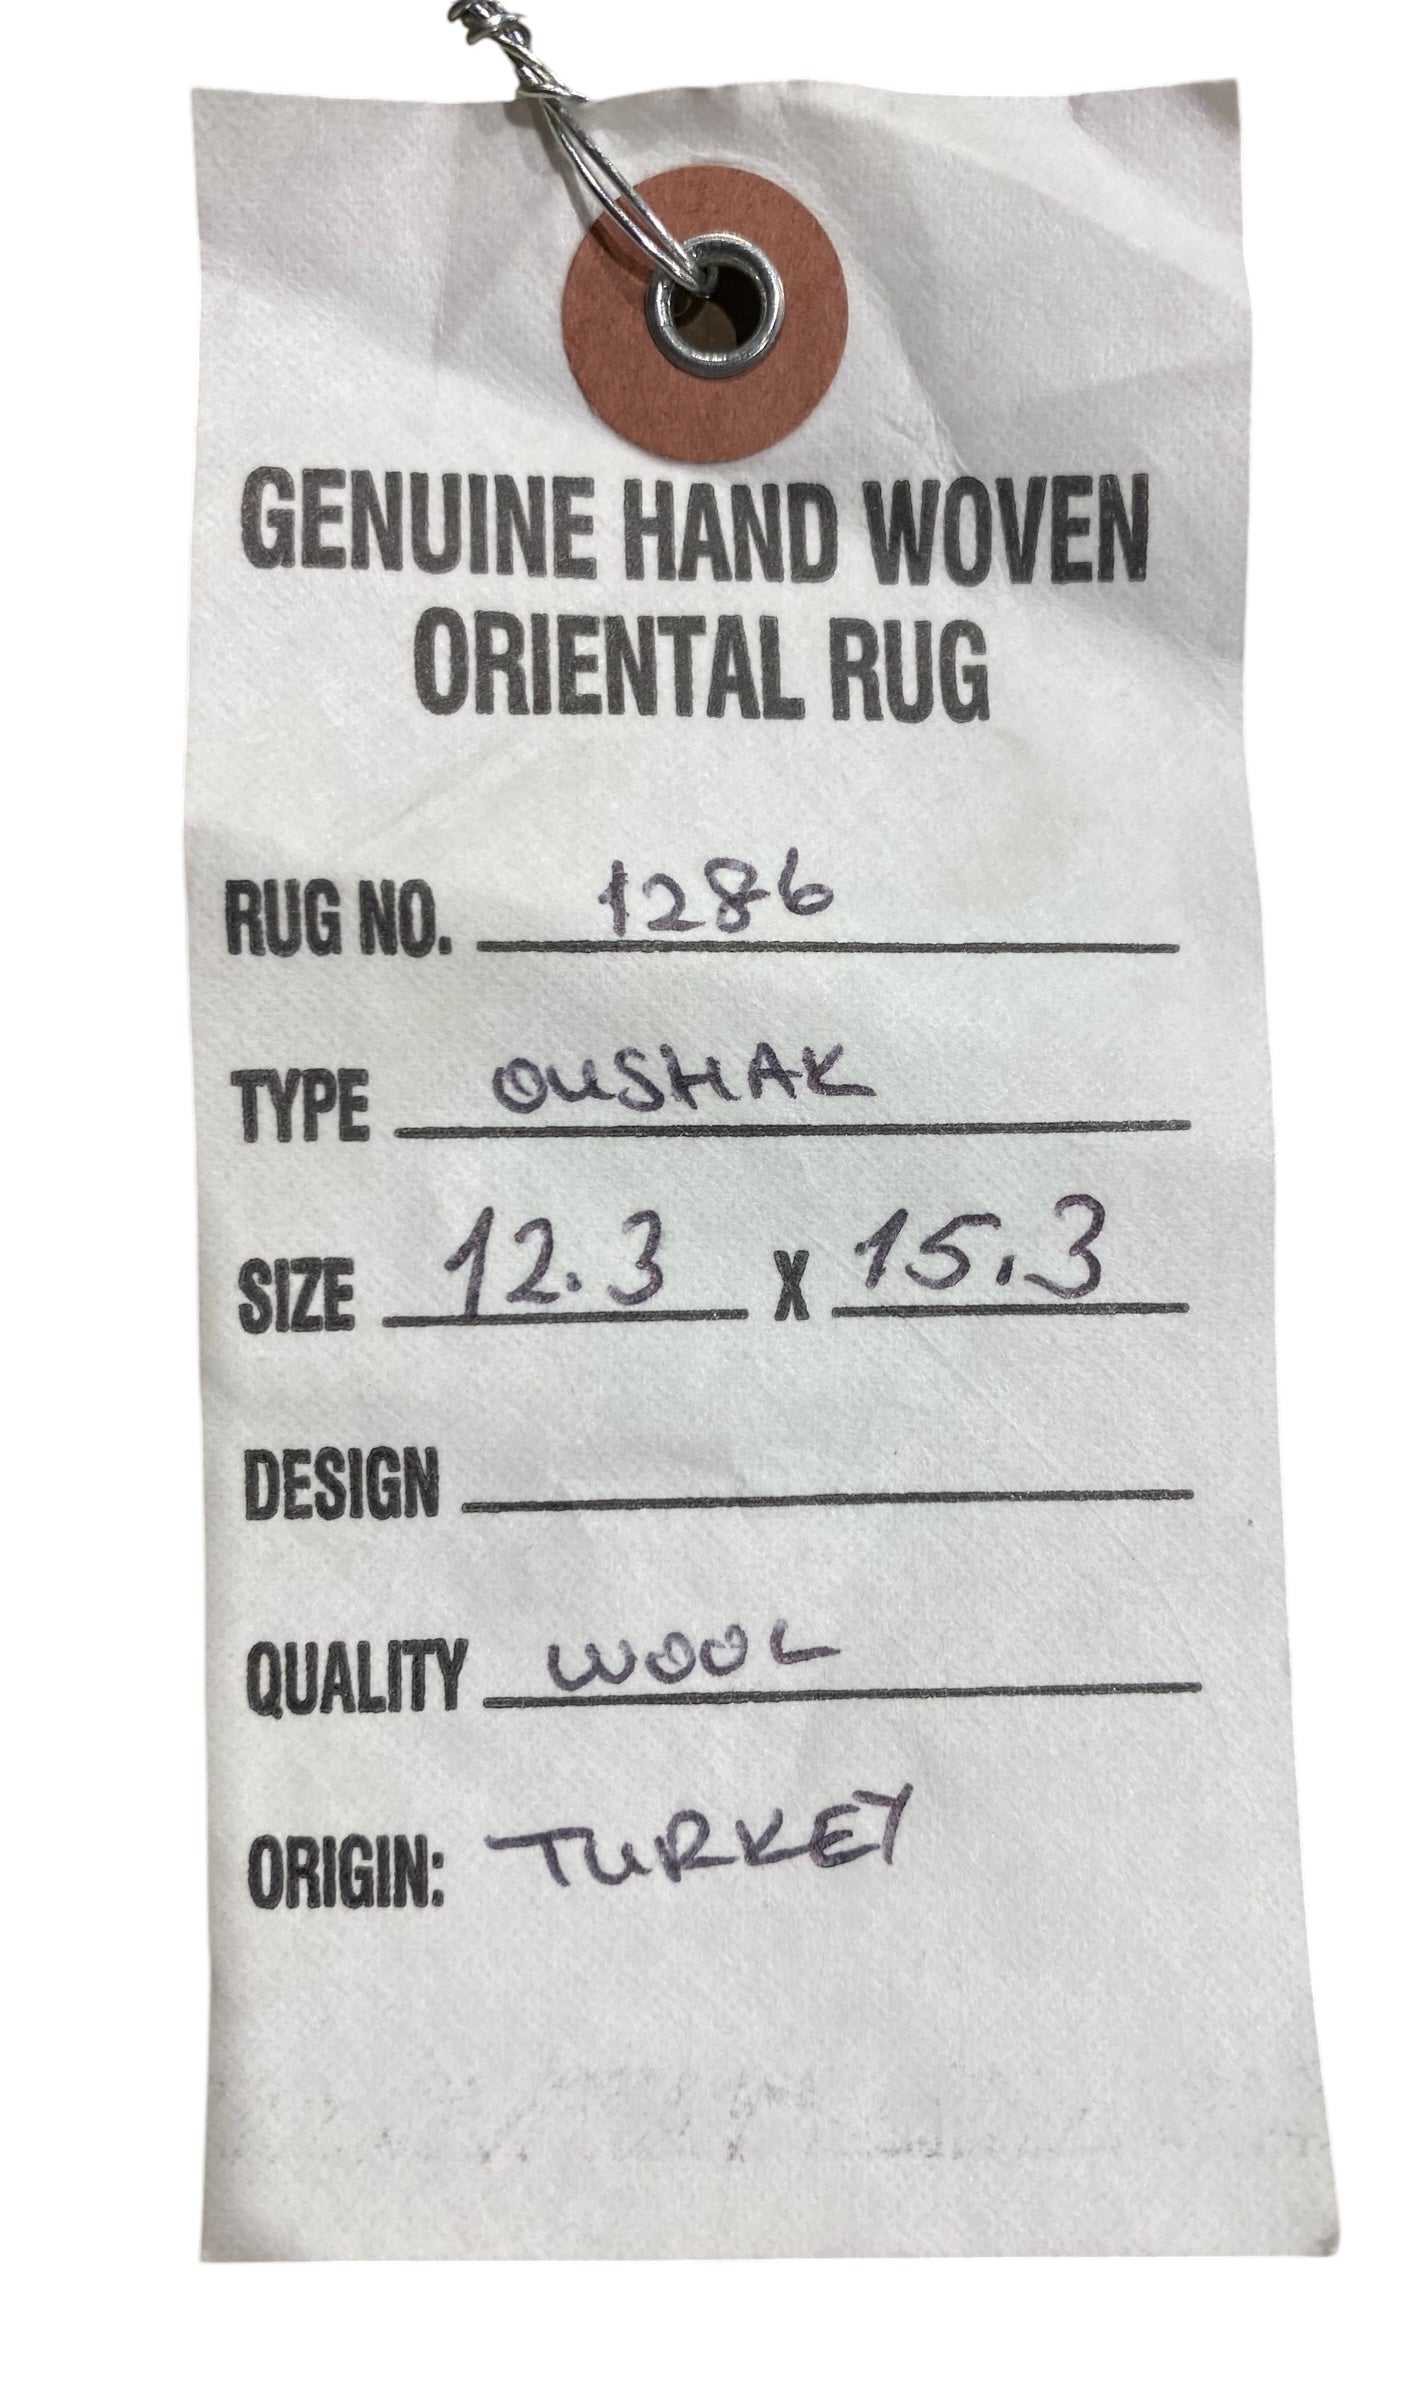 GENUINE HAND WOVEN
ORIENTAL RUG
RUG NO. 1286
TYPE OUSHAK
SIZE 12.3 X 15.3
DESIGN
QUALITY WOOL
ORIGIN: TURKEY